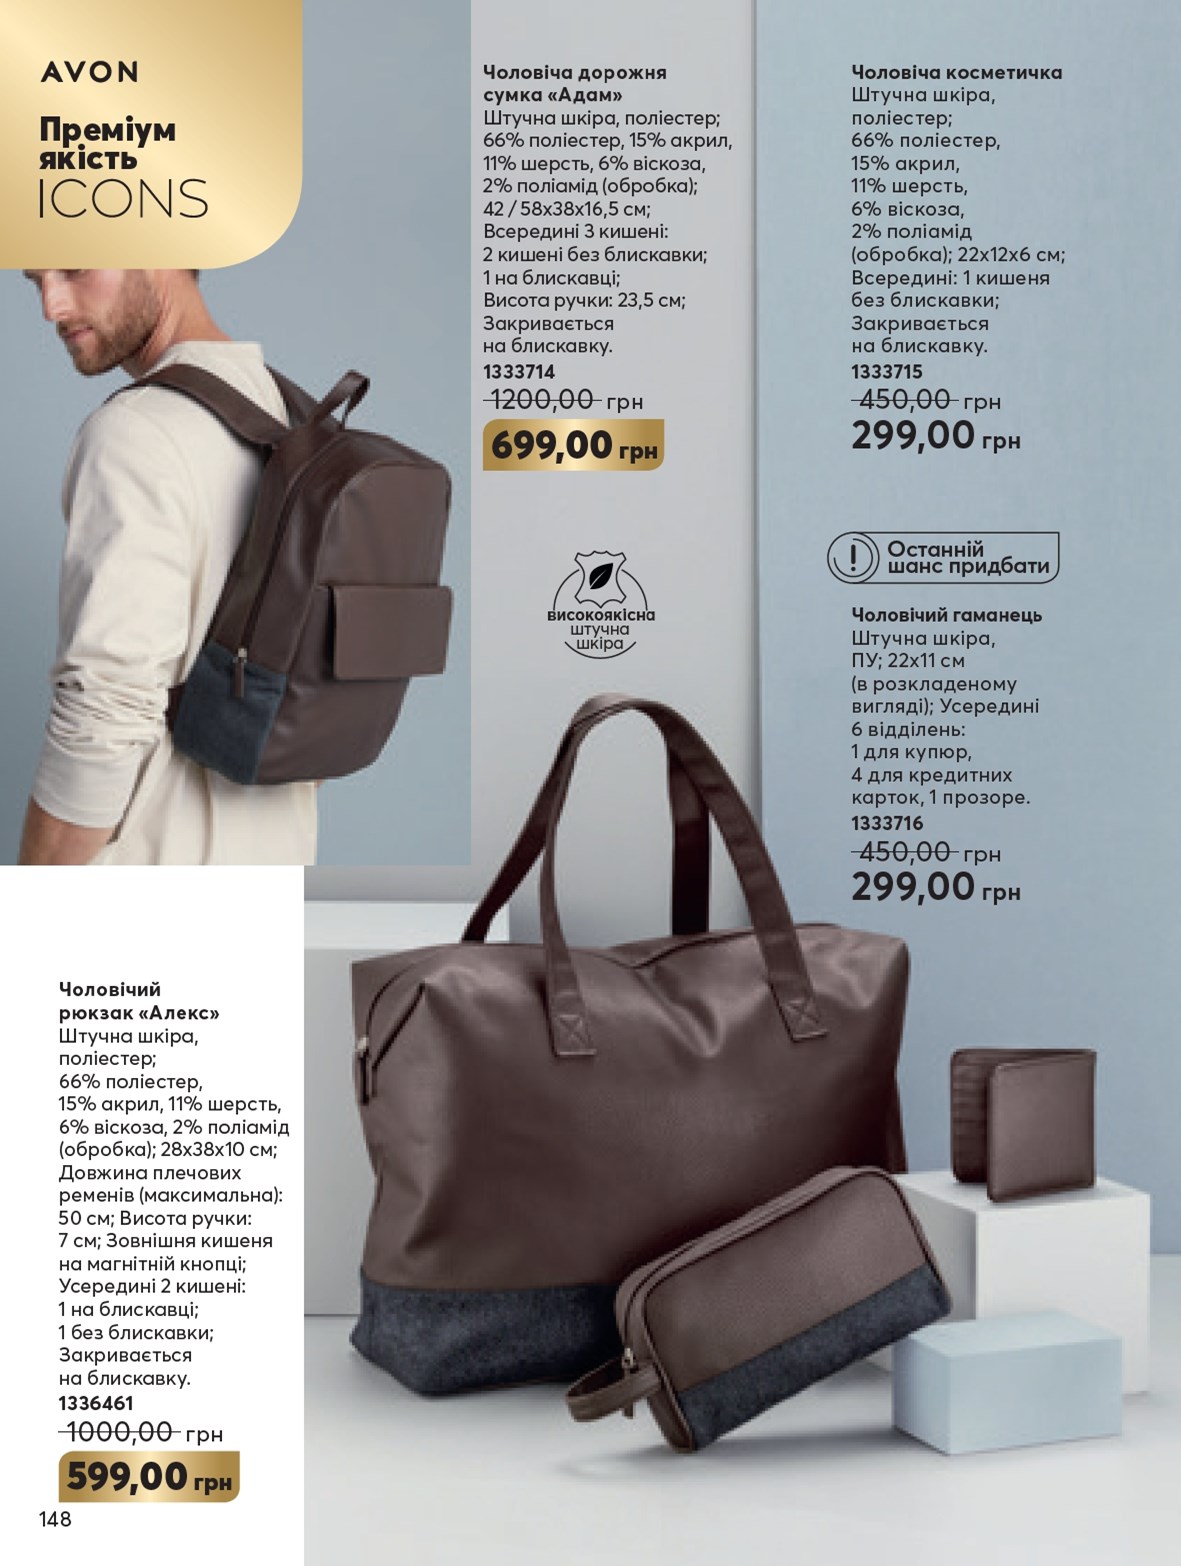 AVON
Преміум
якість
ICONS
Чоловіча дорожня
сумка «Адам»
Штучна шкіра, поліестер;
66% поліестер, 15% акрил,
11% шерсть, 6% віскоза,
2% поліамід (обробка);
42 / 58х38х16,5 см;
Всередині 3 кишені:
2 кишені без блискавки;
1 на блискавці;
Висота ручки: 23,5 см;
Закривається
на блискавку.
1333714
1200,00 грн
699,00 грн
Чоловіча косметичка
Штучна шкіра,
поліестер;
66% поліестер,
15% акрил,
11% шерсть,
6% віскоза,
2% поліамід
(обробка); 22х12х6 см;
Всередині: 1 кишеня
без блискавки;
Закривається
на блискавку.
1333715
450,00 грн
299,00 грн
високоякісна
штучна
шкіра
! Останній
шанс придбати
Чоловічий гаманець
Штучна шкіра,
ПУ; 22х11 см
(в розкладеному
вигляді); Усередині
6 відділень:
1 для купюр,
4 для кредитних
карток, 1 прозоре.
1333716
450,00 грн
299,00 грн
Чоловічий
рюкзак «Алекс»
Штучна шкіра,
поліестер;
66% поліестер,
15% акрил, 11% шерсть,
6% віскоза, 2% поліамід
(обробка); 28х38х10 см;
Довжина плечових
ременів (максимальна):
50 см; Висота ручки:
7 см; Зовнішня кишеня
на магнітній кнопці;
Усередині 2 кишені:
1 на блискавці;
1 без блискавки;
Закривається
на блискавку.
1336461
1000,00 грн
599,00 грн
148